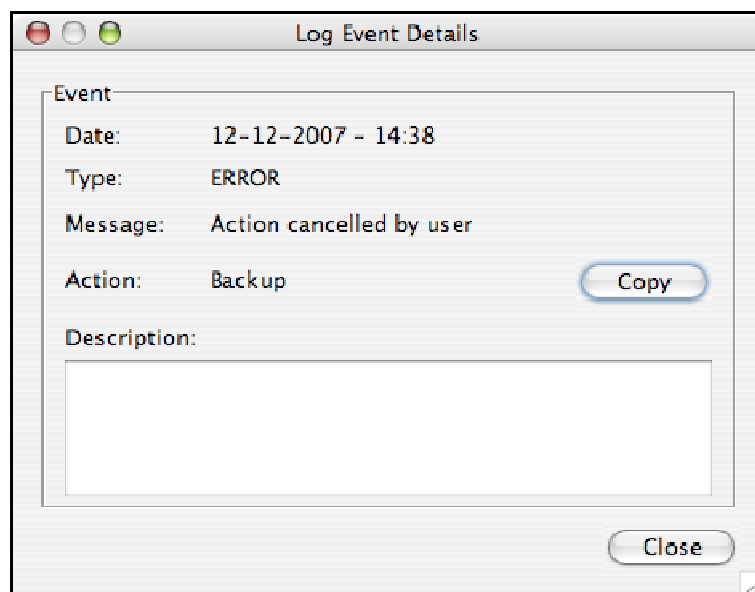 Log Event Details
Event
Date: 12-12-2007 - 14:38
Type: ERROR
Message: Action cancelled by user
Action: Backup Copy
Description:
Close